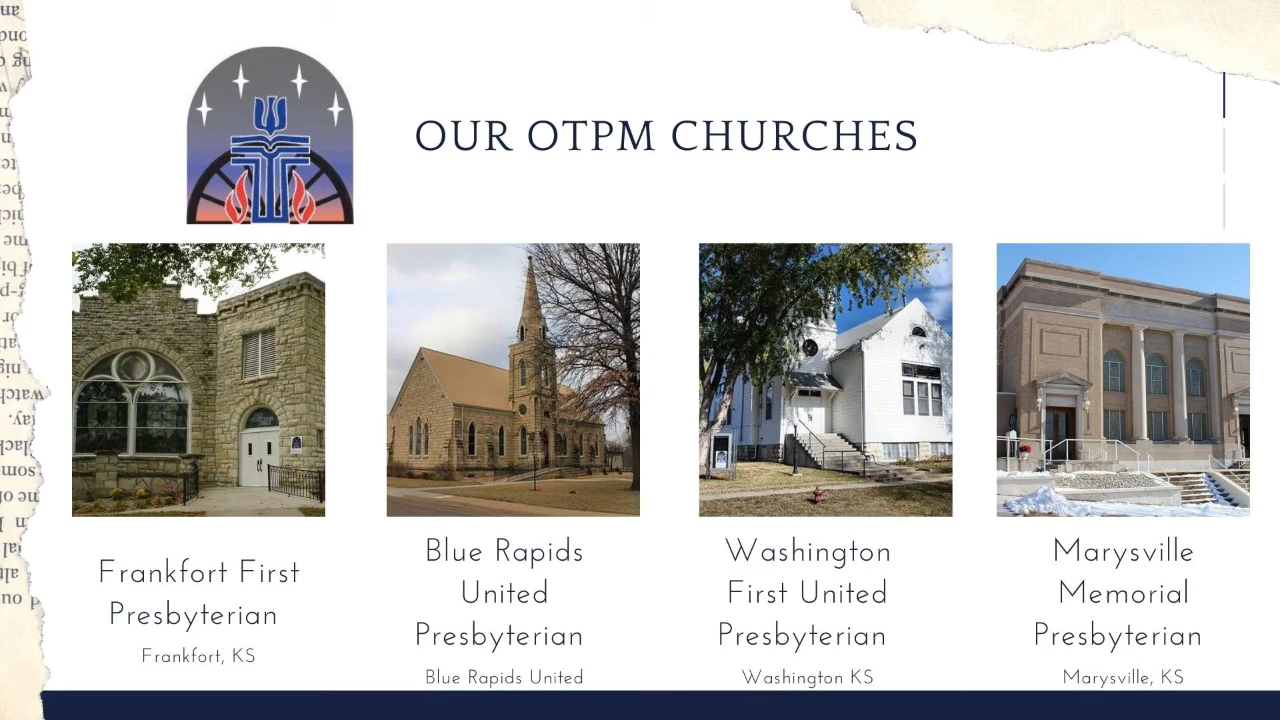 OUR OTPM CHURCHES
Frankfort First
Presbyterian
Frankfort, KS
Blue Rapids
United
Presbyterian
Blue Rapids United
Washington
First United
Presbyterian
Washington KS
Marysville
Memorial
Presbyterian
Marysville, KS